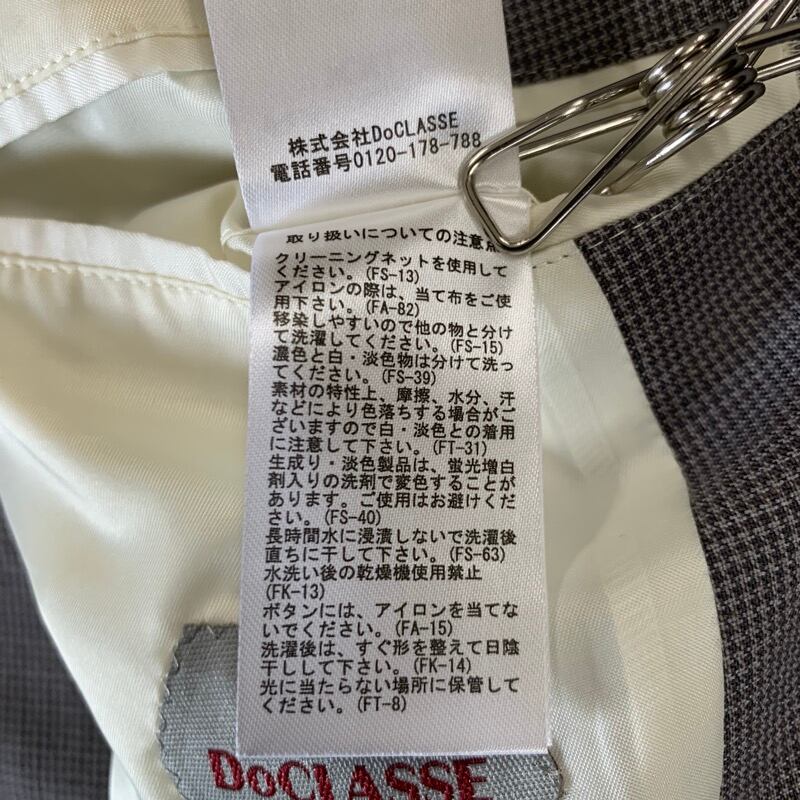 株式会社DoCLASSE
電話番号0120-178-788
取り扱いについての注意点
クリーニングネットを使用して
ください。(FS-13)
アイロンの際は、当て布をご使
用下さい。(FA-82)
移染しやすいので他の物と分け
て洗濯してください。(FS-15)
濃色と白・淡色物は分けて洗っ
てください。(FS-39)
素材の特性上、摩擦、水分、汗
などにより色落ちする場合がご
ざいますので白・淡色との着用
に注意して下さい。(FT-31)
生成り・淡色製品は、蛍光増白
剤入りの洗剤で変色することが
あります。ご使用はお避けくだ
さい。(FS-40)
長時間水に浸漬しないで洗濯後
直ちに干して下さい。(FS-63)
水洗い後の乾燥機使用禁止
(FK-13)
ボタンには、アイロンを当てな
いでください。(FA-15)
洗濯後は、すぐ形を整えて日陰
干しして下さい。(FK-14)
光に当たらない場所に保管して
ください。(FT-8)
DoCLASSE